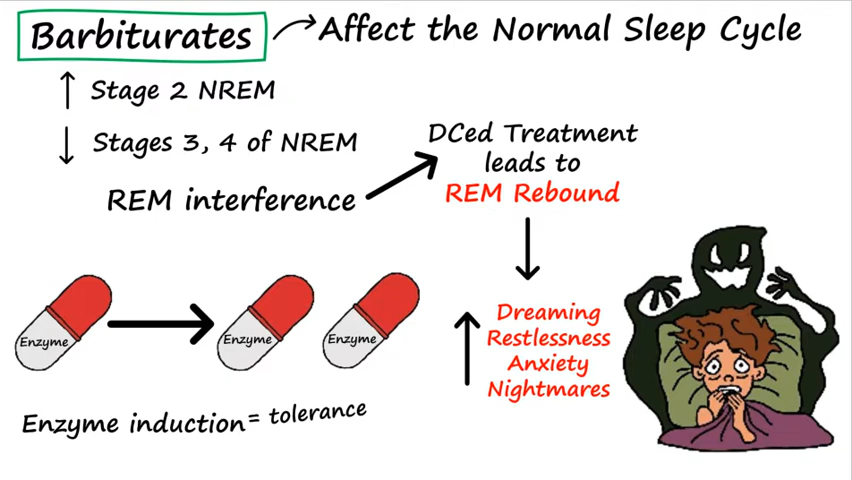 Barbiturates
Affect the Normal Sleep Cycle
↑ Stage 2 NREM
↓ Stages 3, 4 of NREM
REM interference
DCed Treatment
leads to
REM Rebound
Dreaming
Restlessness
Anxiety
Nightmares
Enzyme
Enzyme
Enzyme
Enzyme induction = tolerance